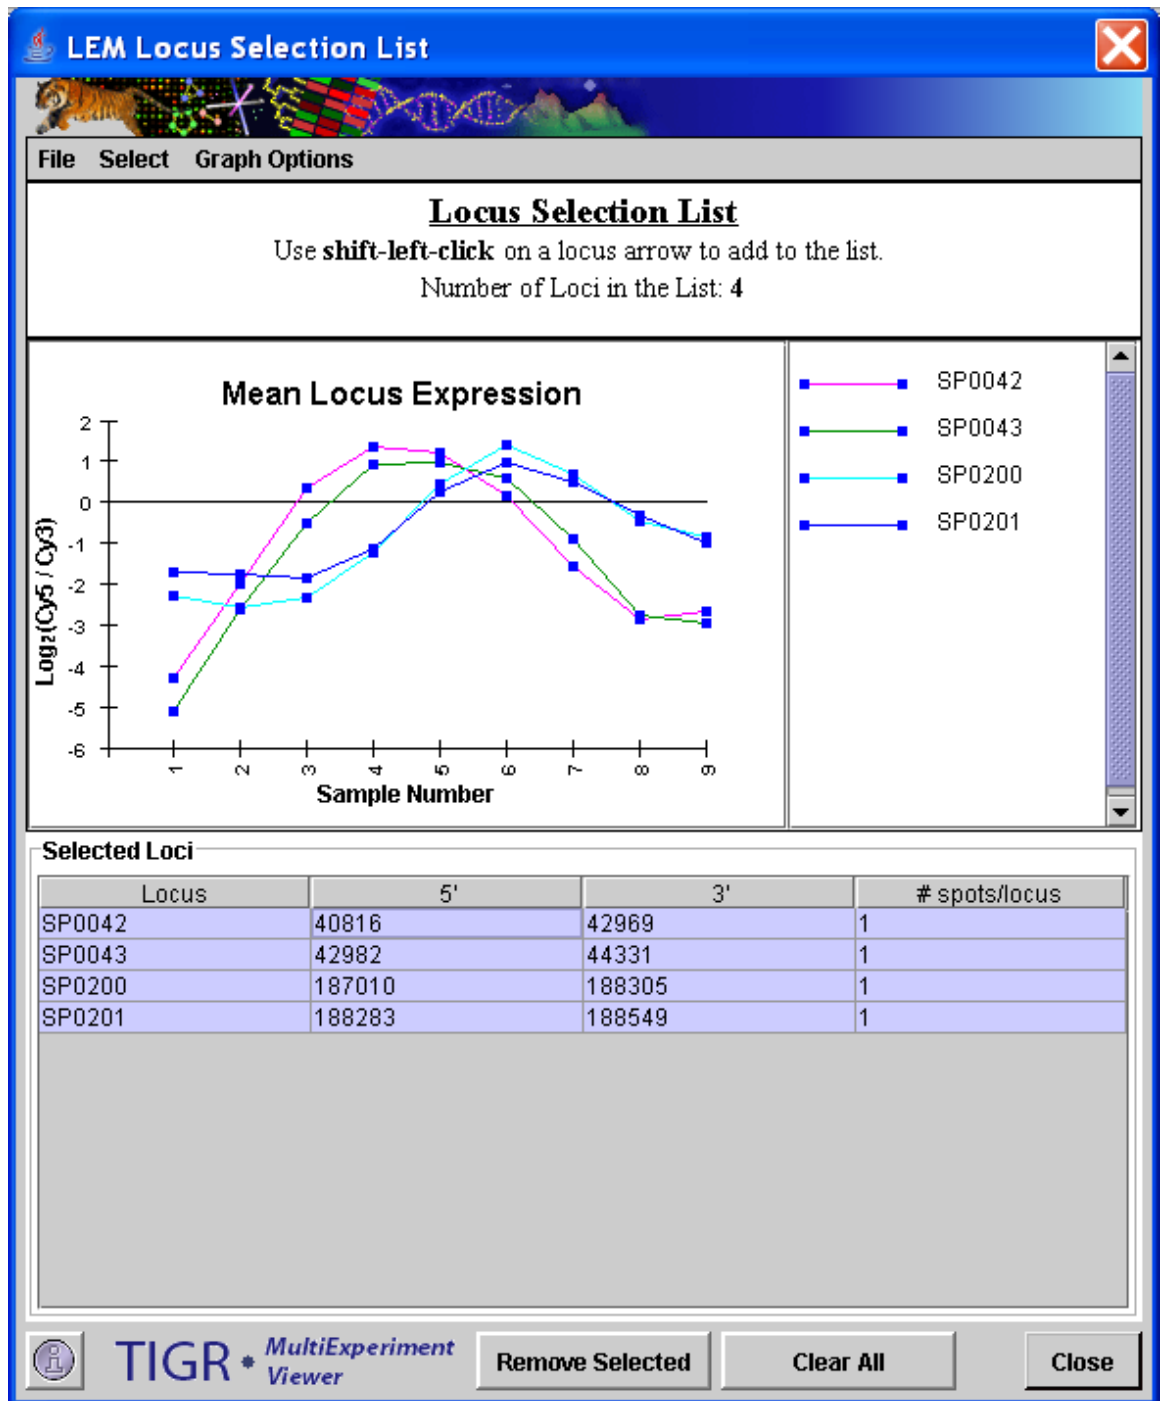 LEM Locus Selection List
File Select Graph Options
Locus Selection List
Use shift-left-click on a locus arrow to add to the list.
Number of Loci in the List: 4
Mean Locus Expression
2
1
0
-1
-2
-3
-4
-5
-6
Log2(Cy5 / Cy3)
1 2 3 4 5 6 7 8 9
Sample Number
SP0042
SP0043
SP0200
SP0201
Selected Loci
Locus 5' 3' # spots/locus
SP0042 40816 42969 1
SP0043 42982 44331 1
SP0200 187010 188305 1
SP0201 188283 188549 1
TIGR • MultiExperiment Viewer
Remove Selected
Clear All
Close